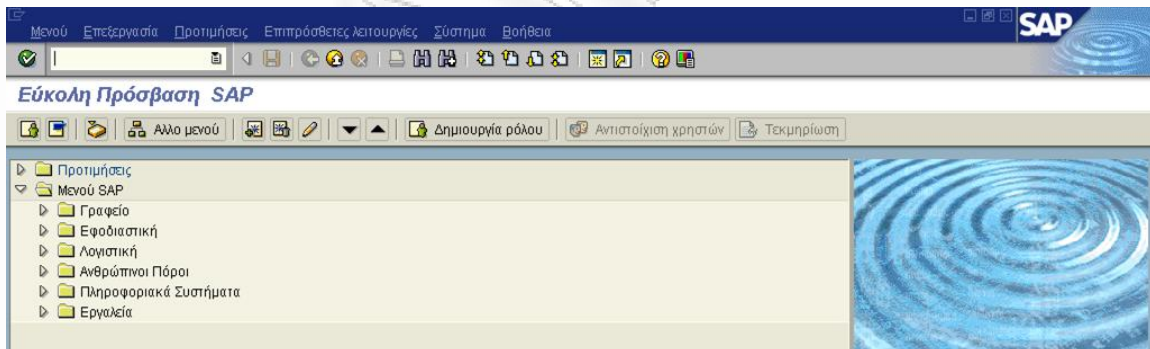 Μενού Επεξεργασία Προτιμήσεις Επιπρόσθετες λειτουργίες Σύστημα Βοήθεια
SAP
Εύκολη Πρόσβαση SAP
Άλλο μενού Δημιουργία ρόλου Αντιστοίχιση χρηστών Τεκμηρίωση
Προτιμήσεις
Μενού SAP
Γραφείο
Εφοδιαστική
Λογιστική
Ανθρώπινοι Πόροι
Πληροφοριακά Συστήματα
Εργαλεία